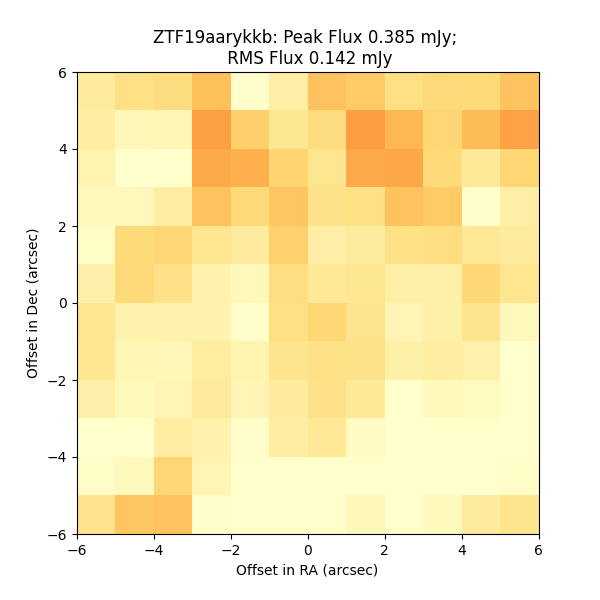 ZTF19aarykkb: Peak Flux 0.385 mJy;
RMS Flux 0.142 mJy
6
4
2
0
−2
−4
−6
Offset in Dec (arcsec)
−6 −4 −2 0 2 4 6
Offset in RA (arcsec)